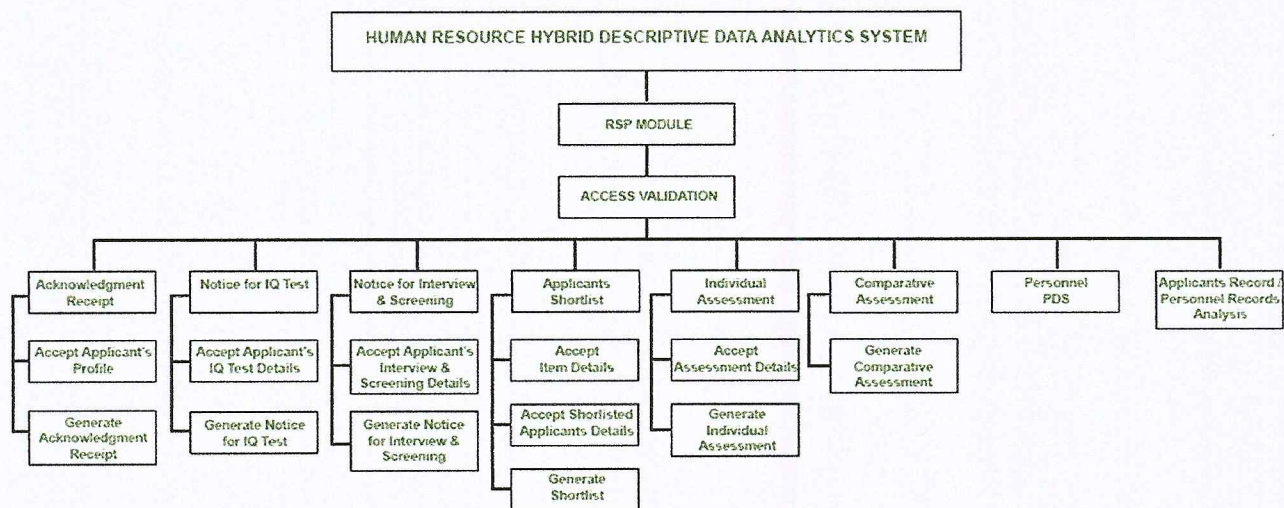 HUMAN RESOURCE HYBRID DESCRIPTIVE DATA ANALYTICS SYSTEM
RSP MODULE
ACCESS VALIDATION
Acknowledgment
Receipt
Accept Applicant's
Profile
Generate
Acknowledgment
Receipt
Notice for IQ Test
Accept Applicant's
IQ Test Details
Generate Notice
for IQ Test
Notice for Interview
& Screening
Accept Applicant's
Interview &
Screening Details
Generate Notice
for Interview &
Screening
Applicants
Shortlist
Accept
Item Details
Accept Shortlisted
Applicants Details
Generate
Shortlist
Individual
Assessment
Accept
Assessment Details
Generate
Individual
Assessment
Comparative
Assessment
Generate
Comparative
Assessment
Personnel
PDS
Applicants Record /
Personnel Records
Analysis